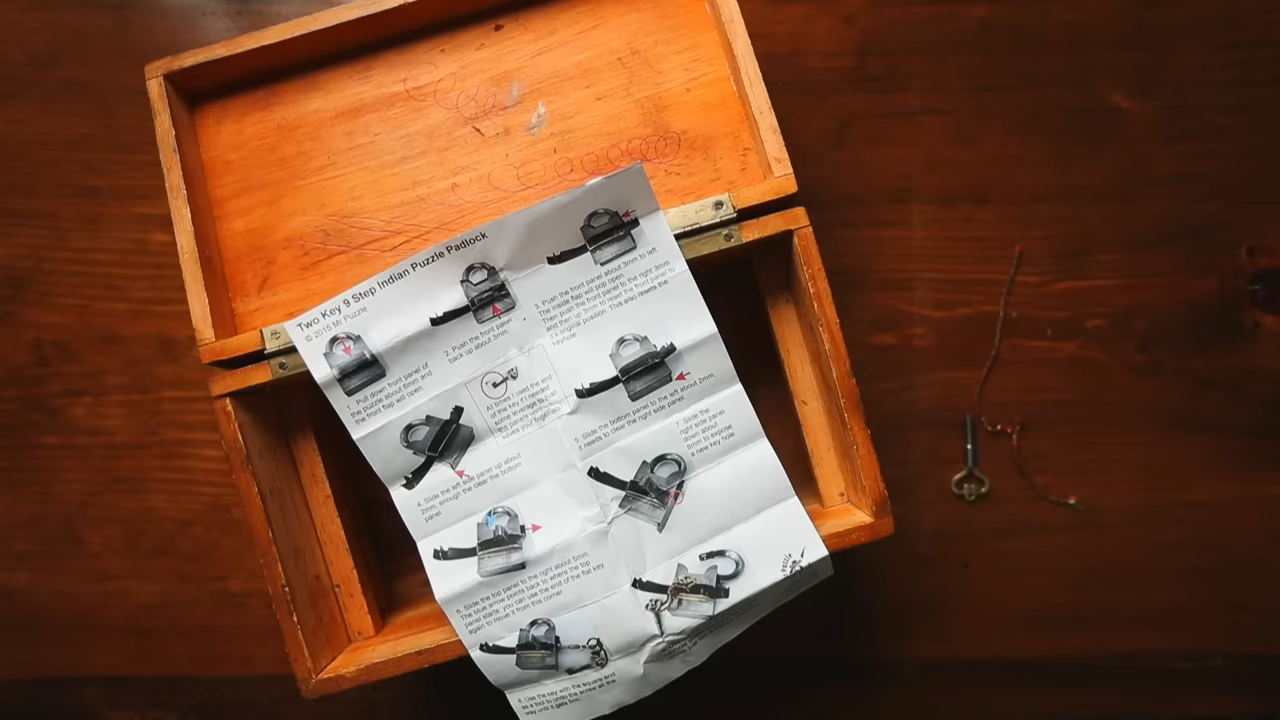 Two Key 9 Step Indian Puzzle Padlock
© 2015 Mr Puzzle
1. Pull down front panel of
the puzzle about 6mm and
the front flap will open.
2. Push the front panel
back up about 3mm.
3. Push the front panel about 3mm to left.
The inside flap will pop open.
Then push the front panel to the right 3mm
and then up 3mm to reset the front panel to
it's original position. This also resets the
keyhole.
At times I used the end
of the key if I needed
some leverage to push
the panels
saves your fingernails
4. Slide the left side panel up about
2mm, enough the clear the bottom
panel.
5. Slide the bottom panel to the left about 2mm,
it needs to clear the right side panel.
6. Slide the top panel to the right about 5mm.
The blue arrow points back to where the top
panel starts, you can use the end of the flat key
again to move it from this corner.
7. Slide the
right side panel
down about
8mm to expose
a new key hole.
8. Use the key with the square end
as a tool to undo the screw all the
way until it gets firm.